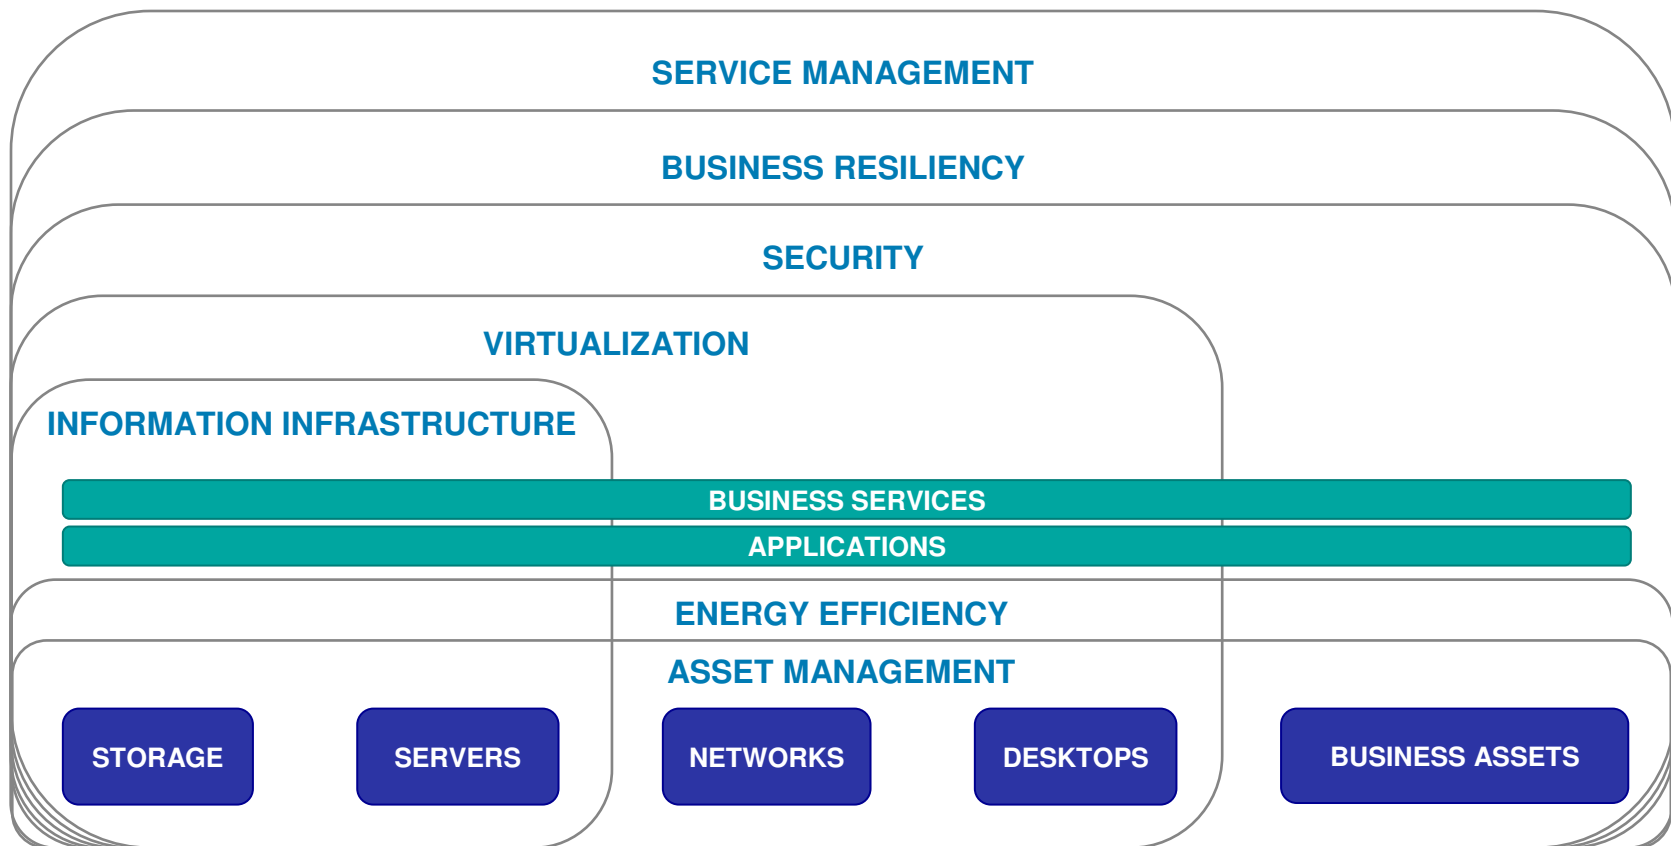 SERVICE MANAGEMENT
BUSINESS RESILIENCY
SECURITY
VIRTUALIZATION
INFORMATION INFRASTRUCTURE
BUSINESS SERVICES
APPLICATIONS
ENERGY EFFICIENCY
ASSET MANAGEMENT
STORAGE
SERVERS
NETWORKS
DESKTOPS
BUSINESS ASSETS